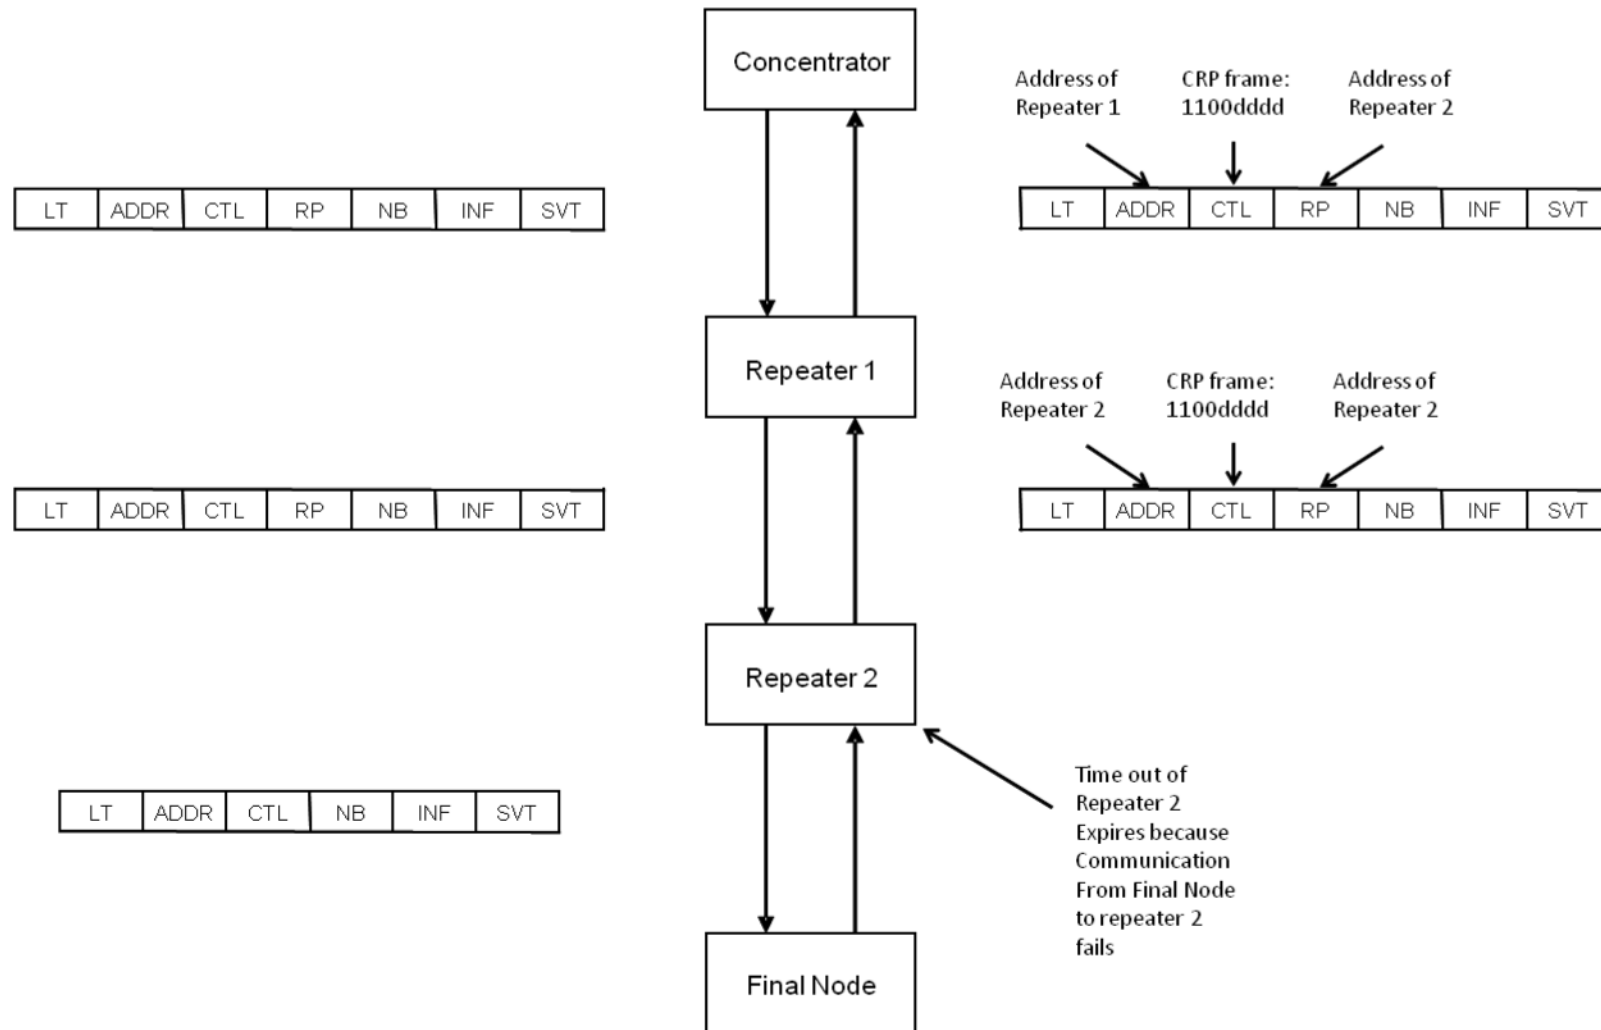 Concentrator
Address of
Repeater 1
CRP frame:
1100dddd
Address of
Repeater 2
LT ADDR CTL RP NB INF SVT
LT ADDR CTL RP NB INF SVT
Repeater 1
Address of
Repeater 2
CRP frame:
1100dddd
Address of
Repeater 2
LT ADDR CTL RP NB INF SVT
LT ADDR CTL RP NB INF SVT
Repeater 2
LT ADDR CTL NB INF SVT
Time out of
Repeater 2
Expires because
Communication
From Final Node
to repeater 2
fails
Final Node